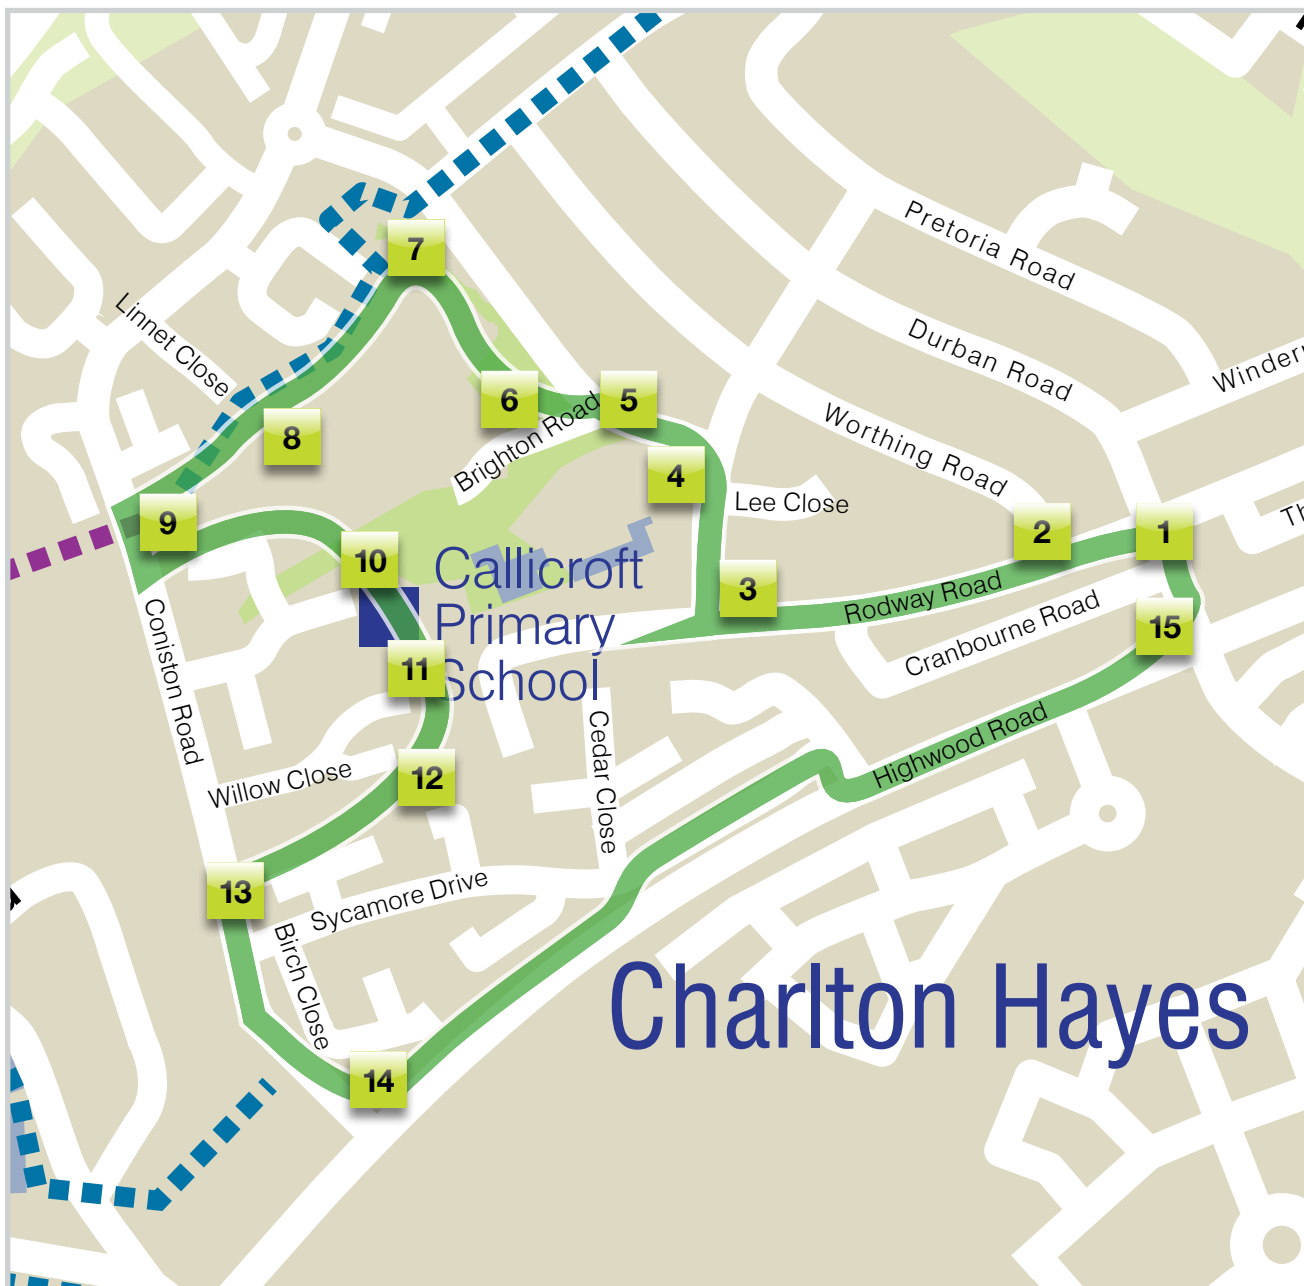 Pretoria Road
7
Linnet Close
Durban Road
6
5
Brighton Road
Worthing Road
8
4
Lee Close
9
2
1
10
Callicroft
Primary
School
3
Rodway Road
Cranbourne Road
15
Coniston Road
11
Cedar Close
Highwood Road
Willow Close
12
13
Sycamore Drive
Birch Close
Charlton Hayes
14